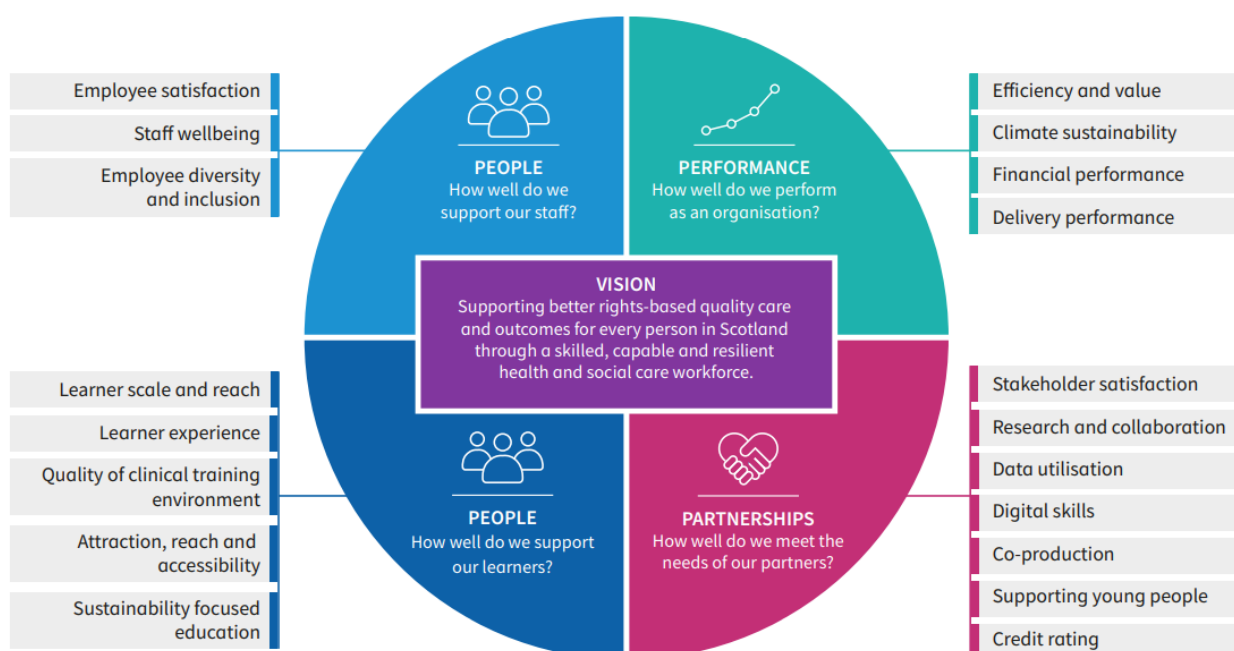 Employee satisfaction
Staff wellbeing
Employee diversity
and inclusion
PEOPLE
How well do we
support our staff?
PERFORMANCE
How well do we perform
as an organisation?
Efficiency and value
Climate sustainability
Financial performance
Delivery performance
VISION
Supporting better rights-based quality care
and outcomes for every person in Scotland
through a skilled, capable and resilient
health and social care workforce.
Learner scale and reach
Learner experience
Quality of clinical training
environment
Attraction, reach and
accessibility
Sustainability focused
education
PEOPLE
How well do we support
our learners?
PARTNERSHIPS
How well do we meet the
needs of our partners?
Stakeholder satisfaction
Research and collaboration
Data utilisation
Digital skills
Co-production
Supporting young people
Credit rating